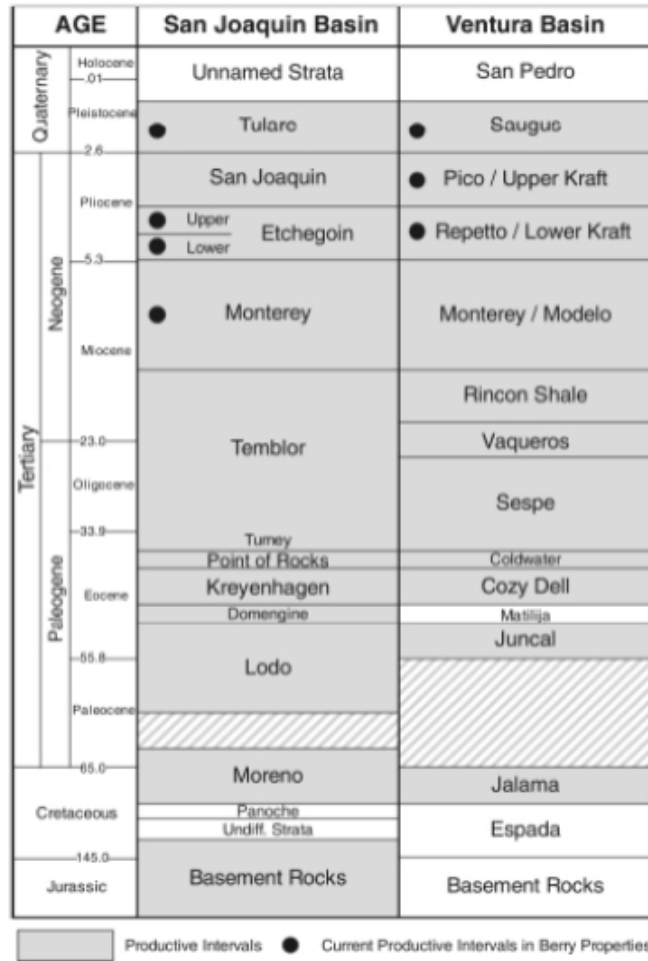 AGE San Joaquin Basin Ventura Basin
Quaternary
Holocene
.01
Pleistocene
2.6
Tertiary
Neogene
Pliocene
5.3
Miocene
23.0
Paleogene
Oligocene
33.9
Eocene
55.8
Paleocene
65.0
Cretaceous
145.0
Jurassic
Unnamed Strata
Tulare
San Joaquin
Upper
Lower
Etchegoin
Monterey
Temblor
Tumey
Point of Rocks
Kreyenhagen
Domengine
Lodo
Moreno
Panoche
Undiff. Strata
Basement Rocks
San Pedro
Saugus
Pico / Upper Kraft
Repetto / Lower Kraft
Monterey / Modelo
Rincon Shale
Vaqueros
Sespe
Coldwater
Cozy Dell
Matilija
Juncal
Jalama
Espada
Basement Rocks
Productive Intervals
Current Productive Intervals in Berry Properties